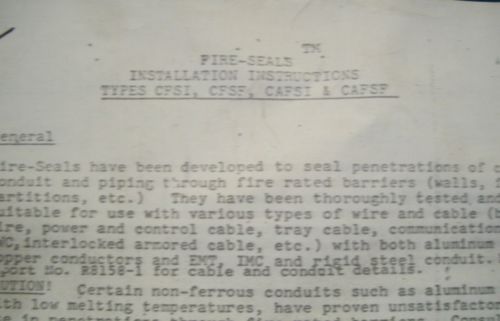 FIRE-SEALS TM
INSTALLATION INSTRUCTIONS
TYPES CFSI, CFSF, CAFSI & CAFSF
eneral
ire-Seals have been developed to seal penetrations of c
onduit and piping through fire rated barriers (walls,
artitions, etc.) They have been thoroughly tested and
uitable for use with various types of wire and cable (
ire, power and control cable, tray cable, communication
interlocked armored cable, etc.) with both aluminum
opper conductors and EMT, IMC and rigid steel conduit.
port No. R8158-1 for cable and conduit details.
UTION! Certain non-ferrous conduits such as aluminum
ith low melting temperatures, have proven unsatisfacto